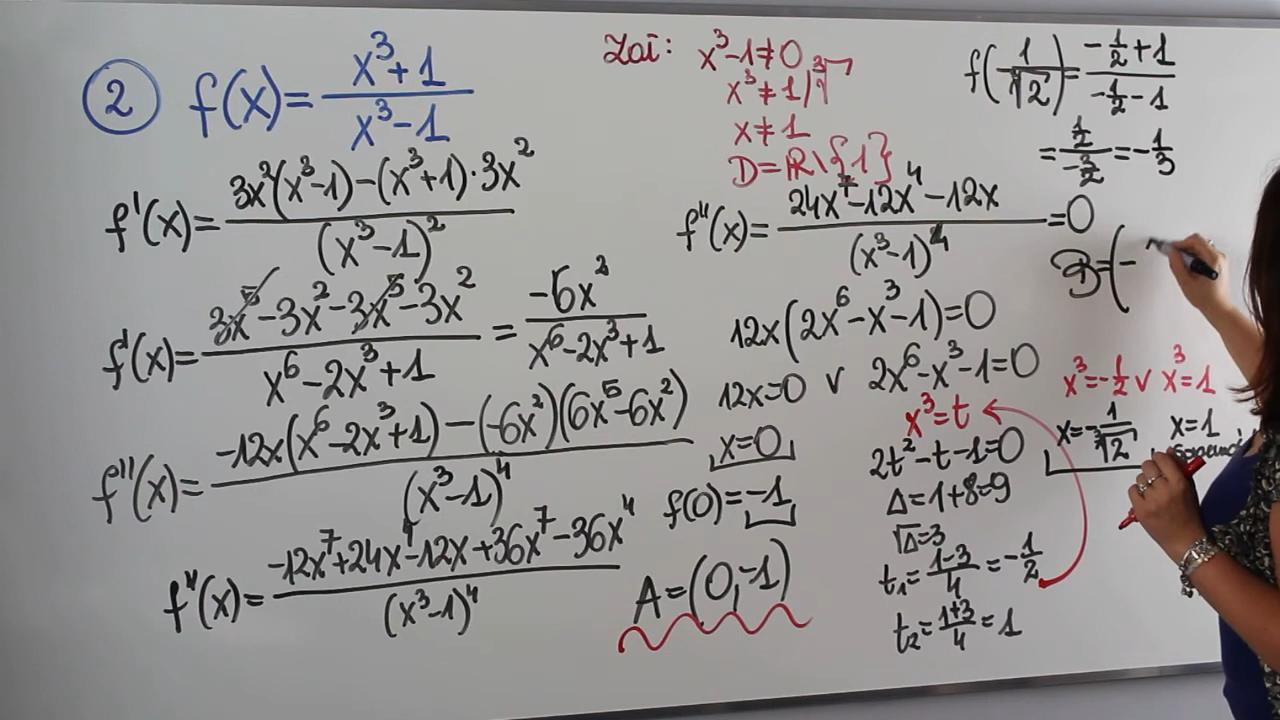 ② f(x)= (x³+1)/(x³-1)
f'(x)= (3x²(x³-1)-(x³+1)·3x²)/(x³-1)²
f'(x)= (3x⁵-3x²-3x⁵-3x²)/(x⁶-2x³+1) = -6x²/(x⁶-2x³+1)
f''(x)= (-12x(x⁶-2x³+1)-(-6x²)(6x⁵-6x²))/(x³-1)⁴
f''(x)= (-12x⁷+24x⁴-12x+36x⁷-36x⁴)/(x³-1)⁴
Zał: x³-1≠0
x³≠1/∛
x≠1
D=ℝ\{1}
f''(x)= (24x⁷-12x⁴-12x)/(x³-1)⁴ =0
12x(2x⁶-x³-1)=0
12x=0 ∨ 2x⁶-x³-1=0
x=0
f(0)=-1
A=(0,-1)
x³=t
2t²-t-1=0
Δ=1+8=9
√Δ=3
t₁=(1-3)/4=-1/2
t₂=(1+3)/4=1
x³=-1/2 ∨ x³=1
x=-1/∛2 x=1
f(1/∛2)= (-1/2+1)/(-1/2-1)
= (1/2)/(-3/2) =-1/3
B=(-